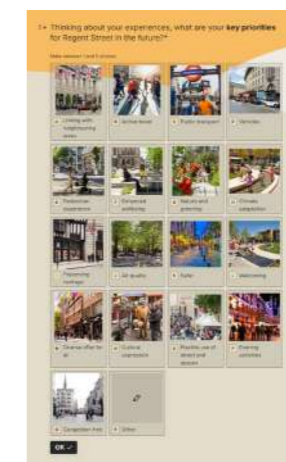 Thinking about your experiences, what are your key priorities
for Regent Street in the future?*
Linking with
neighbouring
areas
Active travel
Public transport
Vehicles
Pedestrian
experience
Enhanced
wellbeing
Nature and
greening
Climate
adaptation
Preserving
heritage
Air quality
Safer
Welcoming
Diverse offer for
all
Cultural
expression
Flexible use of
street and
spaces
Evening
activities
Congestion free
Other
OK ✓